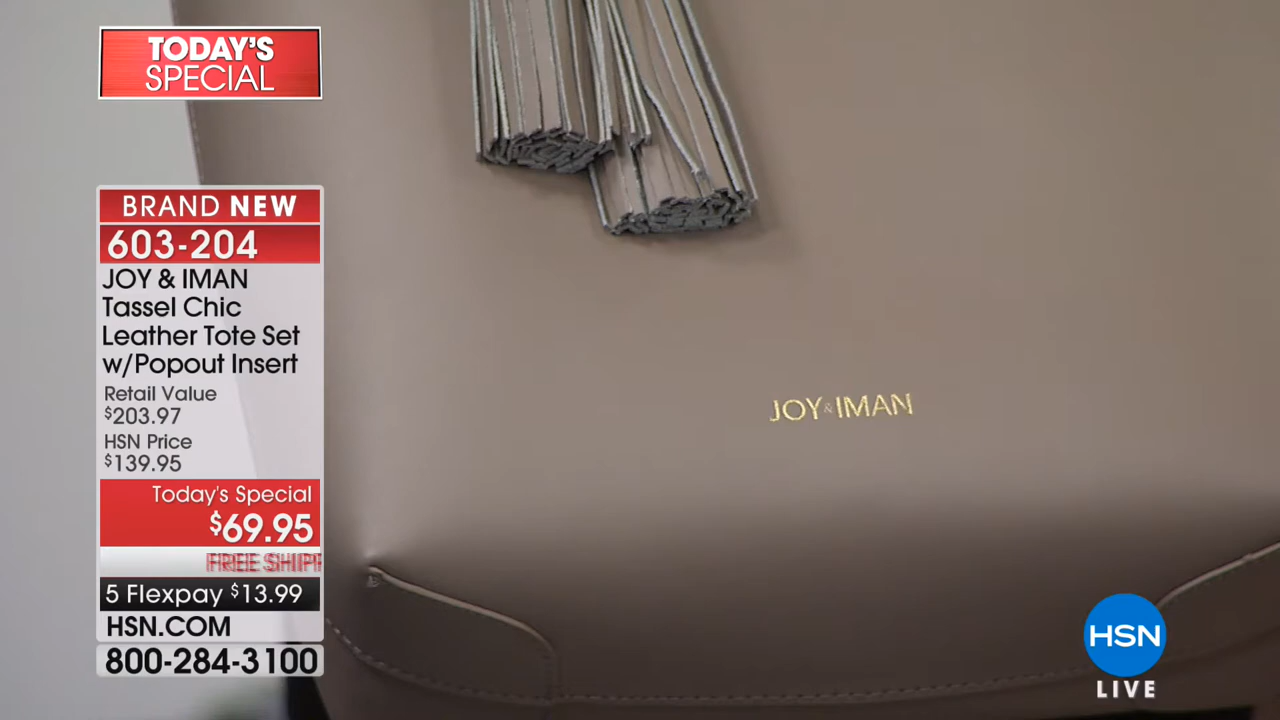 TODAY'S
SPECIAL
BRAND NEW
603-204
JOY & IMAN
Tassel Chic
Leather Tote Set
w/Popout Insert
Retail Value
$203.97
HSN Price
$139.95
Today's Special
$69.95
FREE SHIPP
5 Flexpay $13.99
HSN.COM
800-284-3100
JOY & IMAN
HSN
LIVE